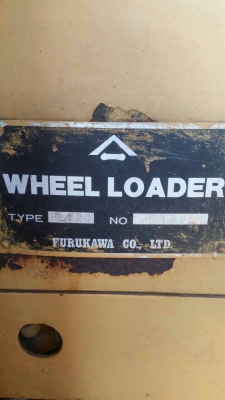 WHEEL LOADER
TYPE NO
FURUKAWA CO., LTD.